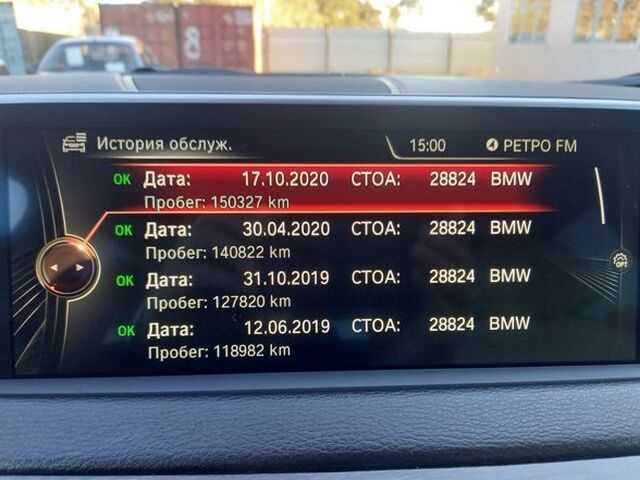 История обслуж.
15:00 РЕТРО FM
OK Дата: 17.10.2020 СТОА: 28824 BMW
Пробег: 150327 km
OK Дата: 30.04.2020 СТОА: 28824 BMW
Пробег: 140822 km
OK Дата: 31.10.2019 СТОА: 28824 BMW
Пробег: 127820 km
OPT
OK Дата: 12.06.2019 СТОА: 28824 BMW
Пробег: 118982 km